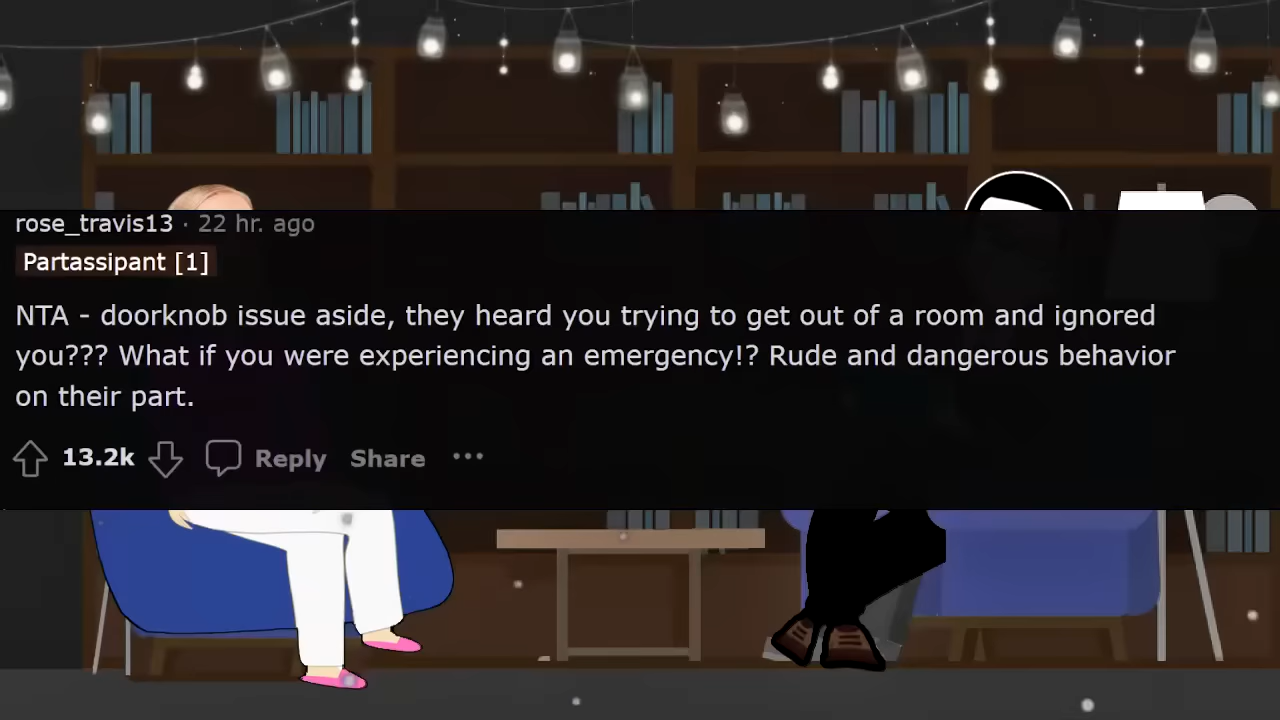 rose_travis13 · 22 hr. ago
Partassipant [1]
NTA - doorknob issue aside, they heard you trying to get out of a room and ignored
you??? What if you were experiencing an emergency!? Rude and dangerous behavior
on their part.
13.2k Reply Share ···